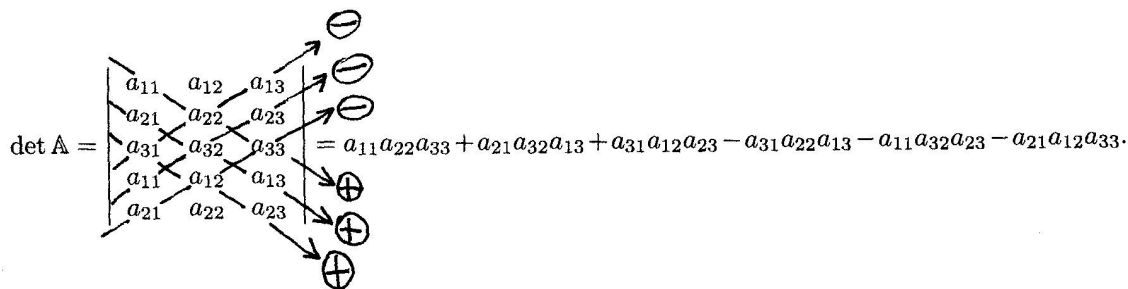 ⊖
⊖
a₁₁ a₁₂ a₁₃
⊖
a₂₁ a₂₂ a₂₃
det 𝔸 = | a₃₁ a₃₂ a₃₃ | = a₁₁a₂₂a₃₃ + a₂₁a₃₂a₁₃ + a₃₁a₁₂a₂₃ − a₃₁a₂₂a₁₃ − a₁₁a₃₂a₂₃ − a₂₁a₁₂a₃₃.
a₁₁ a₁₂ a₁₃
⊕
a₂₁ a₂₂ a₂₃
⊕
⊕